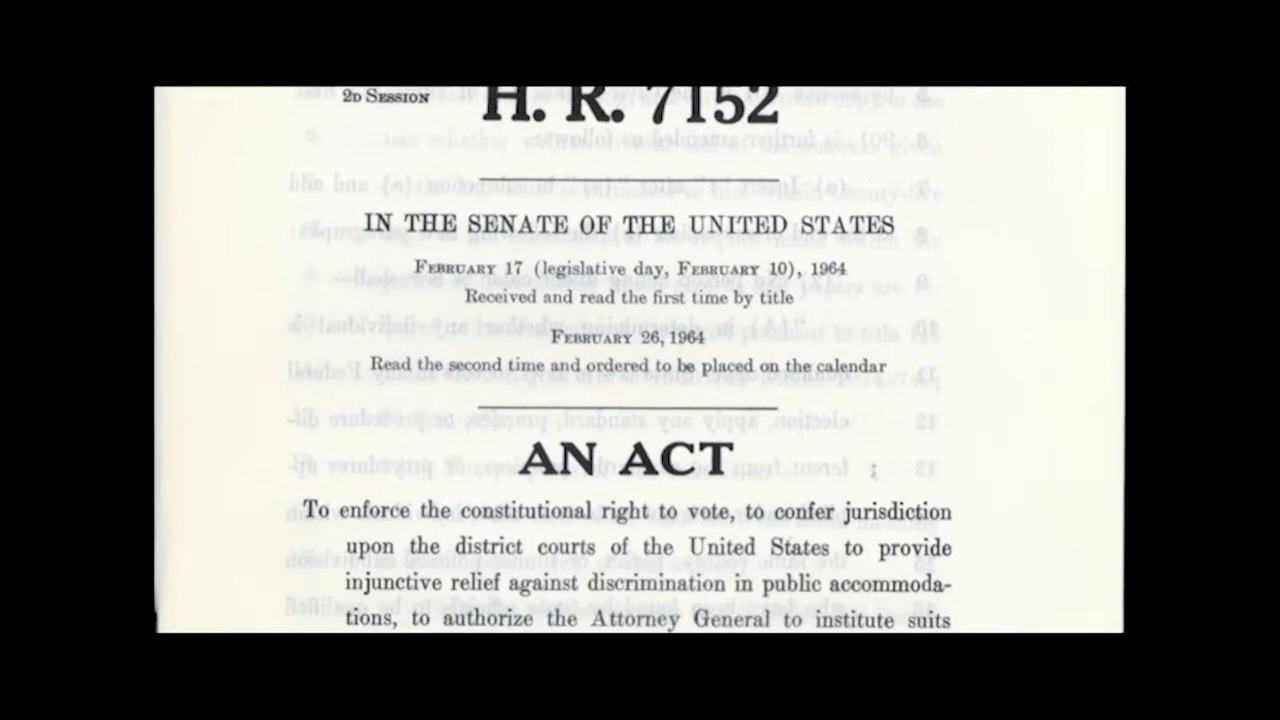 2D SESSION
H. R. 7152
IN THE SENATE OF THE UNITED STATES
FEBRUARY 17 (legislative day, FEBRUARY 10), 1964
Received and read the first time by title
FEBRUARY 26, 1964
Read the second time and ordered to be placed on the calendar
AN ACT
To enforce the constitutional right to vote, to confer jurisdiction
upon the district courts of the United States to provide
injunctive relief against discrimination in public accommoda-
tions, to authorize the Attorney General to institute suits